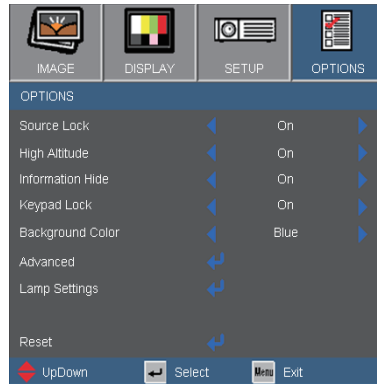 IMAGE DISPLAY SETUP OPTIONS
OPTIONS
Source Lock On
High Altitude On
Information Hide On
Keypad Lock On
Background Color Blue
Advanced
Lamp Settings
Reset
UpDown Select Menu Exit